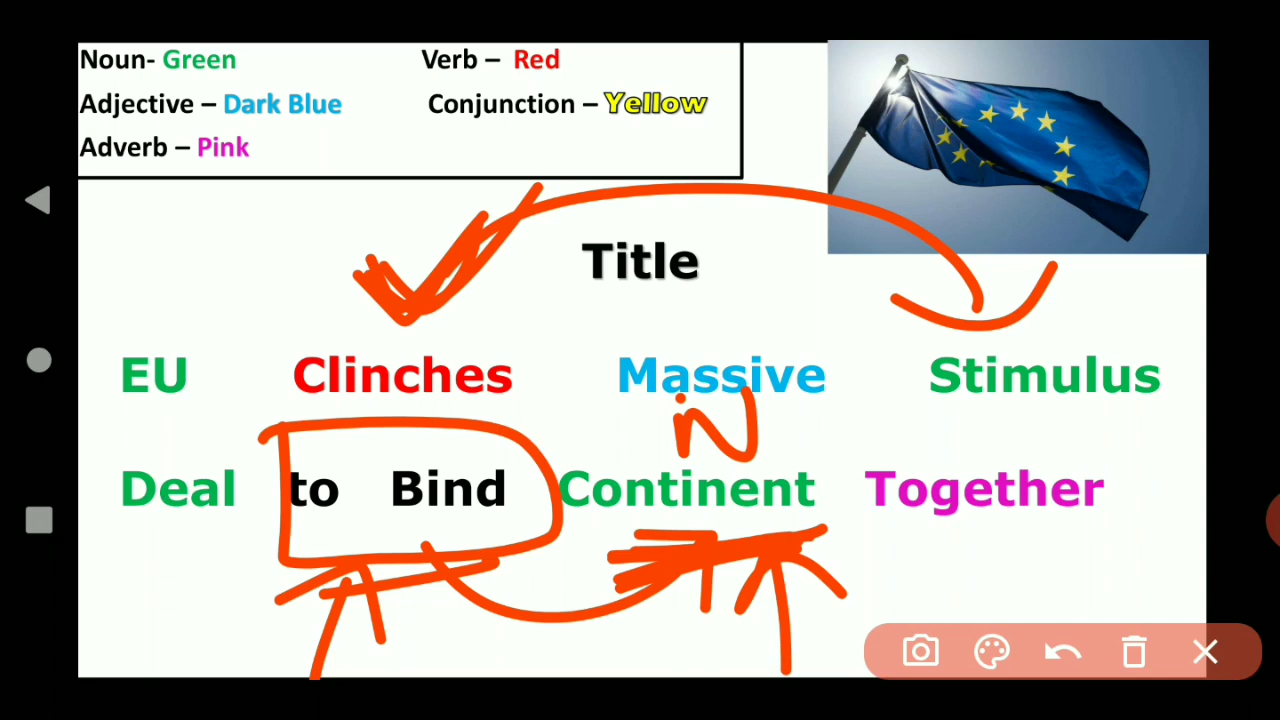 Noun- Green Verb – Red
Adjective – Dark Blue Conjunction – Yellow
Adverb – Pink
Title
EU Clinches Massive Stimulus
in
Deal to Bind Continent Together